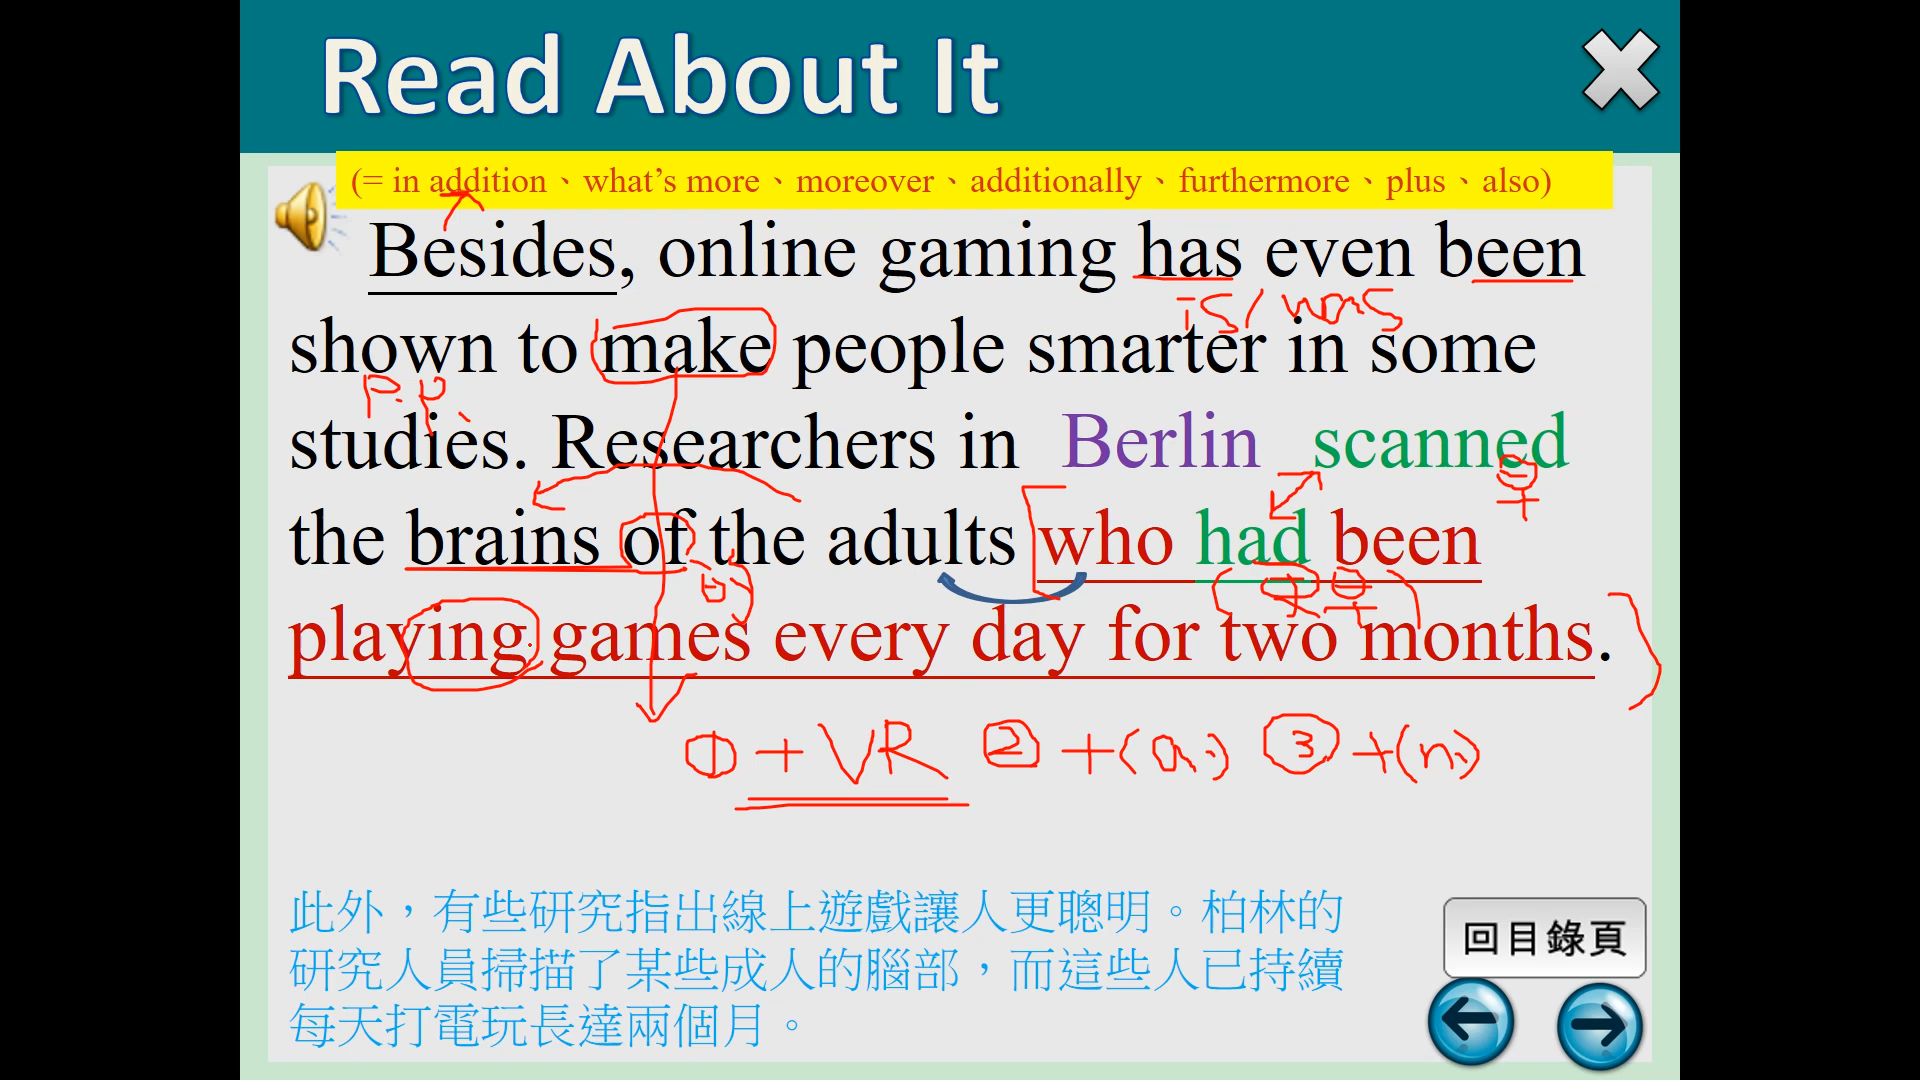 Read About It
(= in addition、what's more、moreover、additionally、furthermore、plus、also)
Besides, online gaming has even been
is / was
shown to make people smarter in some
p.p.
studies. Researchers in Berlin scanned
the brains of the adults who had been
的
playing games every day for two months.
① + VR ② + (a.) ③ + (n.)
此外，有些研究指出線上遊戲讓人更聰明。柏林的
研究人員掃描了某些成人的腦部，而這些人已持續
每天打電玩長達兩個月。
回目錄頁